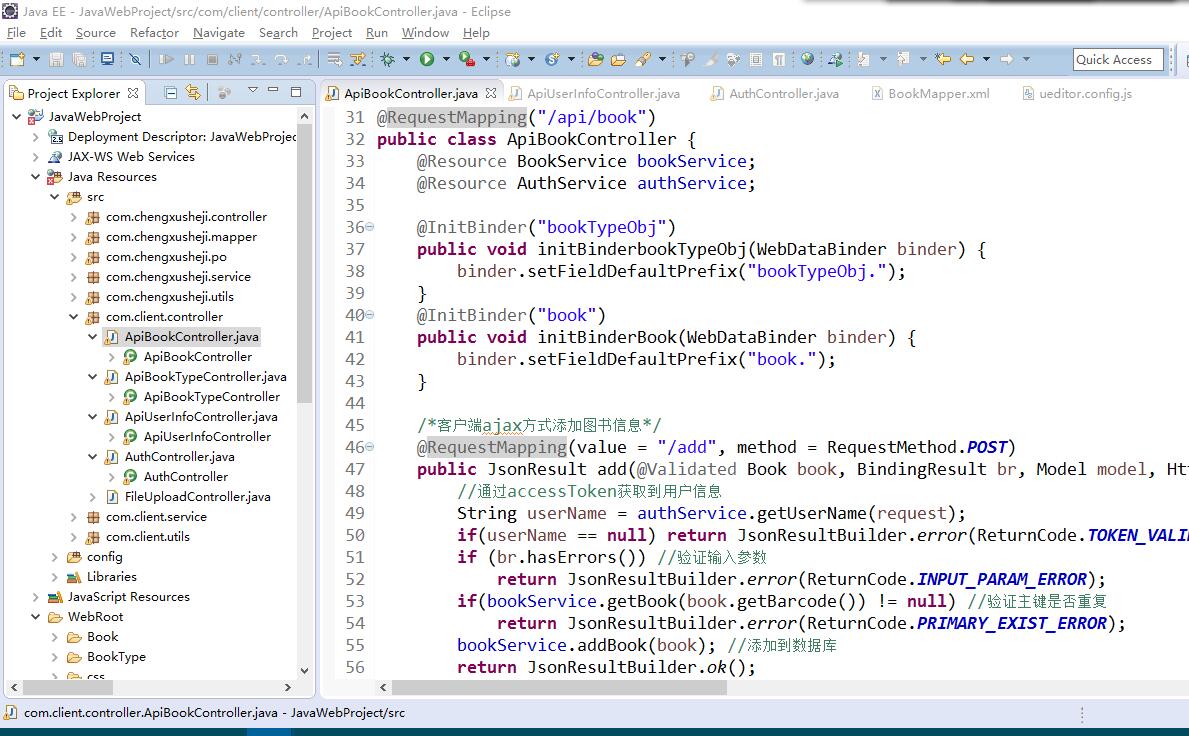 Java EE - JavaWebProject/src/com/client/controller/ApiBookController.java - Eclipse
File Edit Source Refactor Navigate Search Project Run Window Help
Quick Access
Project Explorer
JavaWebProject
Deployment Descriptor: JavaWebProjec
JAX-WS Web Services
Java Resources
src
com.chengxusheji.controller
com.chengxusheji.mapper
com.chengxusheji.po
com.chengxusheji.service
com.chengxusheji.utils
com.client.controller
ApiBookController.java
ApiBookController
ApiBookTypeController.java
ApiBookTypeController
ApiUserInfoController.java
ApiUserInfoController
AuthController.java
AuthController
FileUploadController.java
com.client.service
com.client.utils
config
Libraries
JavaScript Resources
WebRoot
Book
BookType
css
ApiBookController.java ApiUserInfoController.java AuthController.java BookMapper.xml ueditor.config.js
31 @RequestMapping("/api/book")
32 public class ApiBookController {
33 @Resource BookService bookService;
34 @Resource AuthService authService;
35
36 @InitBinder("bookTypeObj")
37 public void initBinderbookTypeObj(WebDataBinder binder) {
38 binder.setFieldDefaultPrefix("bookTypeObj.");
39 }
40 @InitBinder("book")
41 public void initBinderBook(WebDataBinder binder) {
42 binder.setFieldDefaultPrefix("book.");
43 }
44
45 /*客户端ajax方式添加图书信息*/
46 @RequestMapping(value = "/add", method = RequestMethod.POST)
47 public JsonResult add(@Validated Book book, BindingResult br, Model model, Ht
48 //通过accessToken获取到用户信息
49 String userName = authService.getUserName(request);
50 if(userName == null) return JsonResultBuilder.error(ReturnCode.TOKEN_VALI
51 if (br.hasErrors()) //验证输入参数
52 return JsonResultBuilder.error(ReturnCode.INPUT_PARAM_ERROR);
53 if(bookService.getBook(book.getBarcode()) != null) //验证主键是否重复
54 return JsonResultBuilder.error(ReturnCode.PRIMARY_EXIST_ERROR);
55 bookService.addBook(book); //添加到数据库
56 return JsonResultBuilder.ok();
com.client.controller.ApiBookController.java - JavaWebProject/src